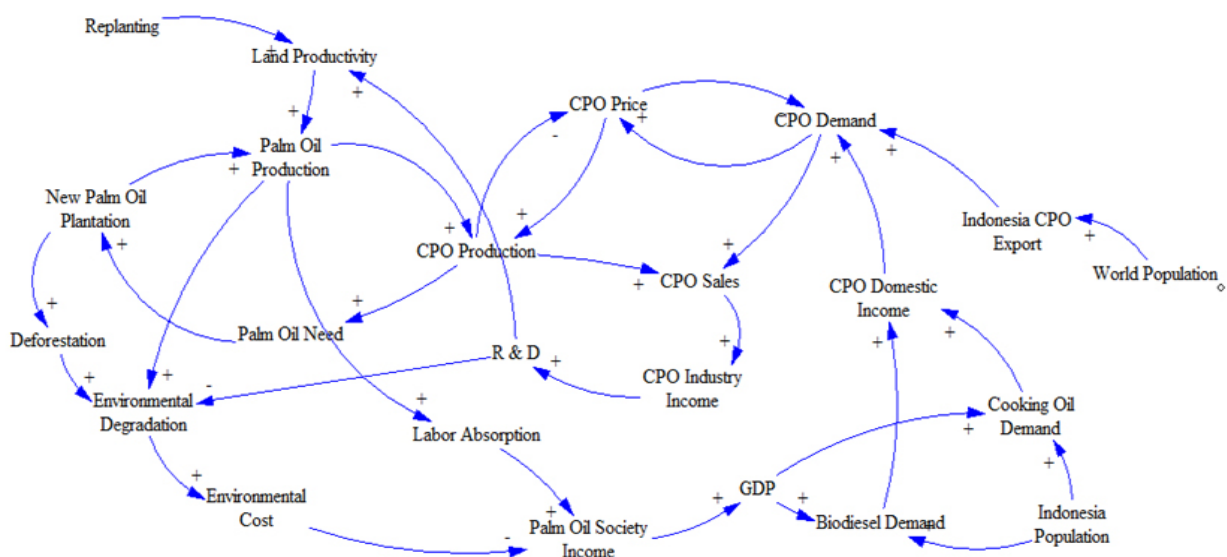 Replanting
Land Productivity
CPO Price
CPO Demand
Palm Oil
Production
New Palm Oil
Plantation
CPO Production
CPO Sales
Indonesia CPO
Export
World Population
CPO Domestic
Income
Deforestation
Palm Oil Need
R & D
CPO Industry
Income
Environmental
Degradation
Labor Absorption
Cooking Oil
Demand
Environmental
Cost
GDP
Palm Oil Society
Income
Biodiesel Demand
Indonesia
Population